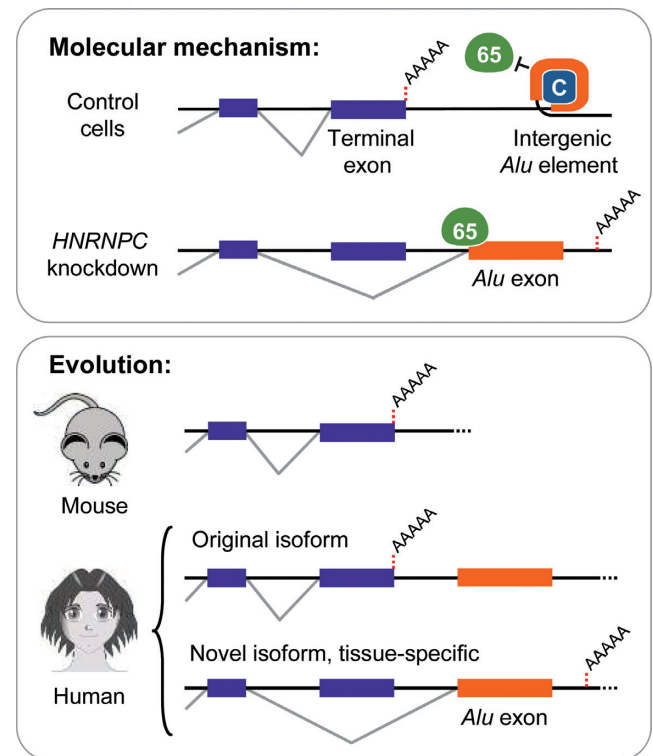 Molecular mechanism:
Control
cells
AAAAA
65
C
Terminal
exon
Intergenic
Alu element
HNRNPC
knockdown
65
AAAAA
Alu exon
Evolution:
AAAAA
Mouse
Original isoform
AAAAA
Novel isoform, tissue-specific
AAAAA
Human
Alu exon